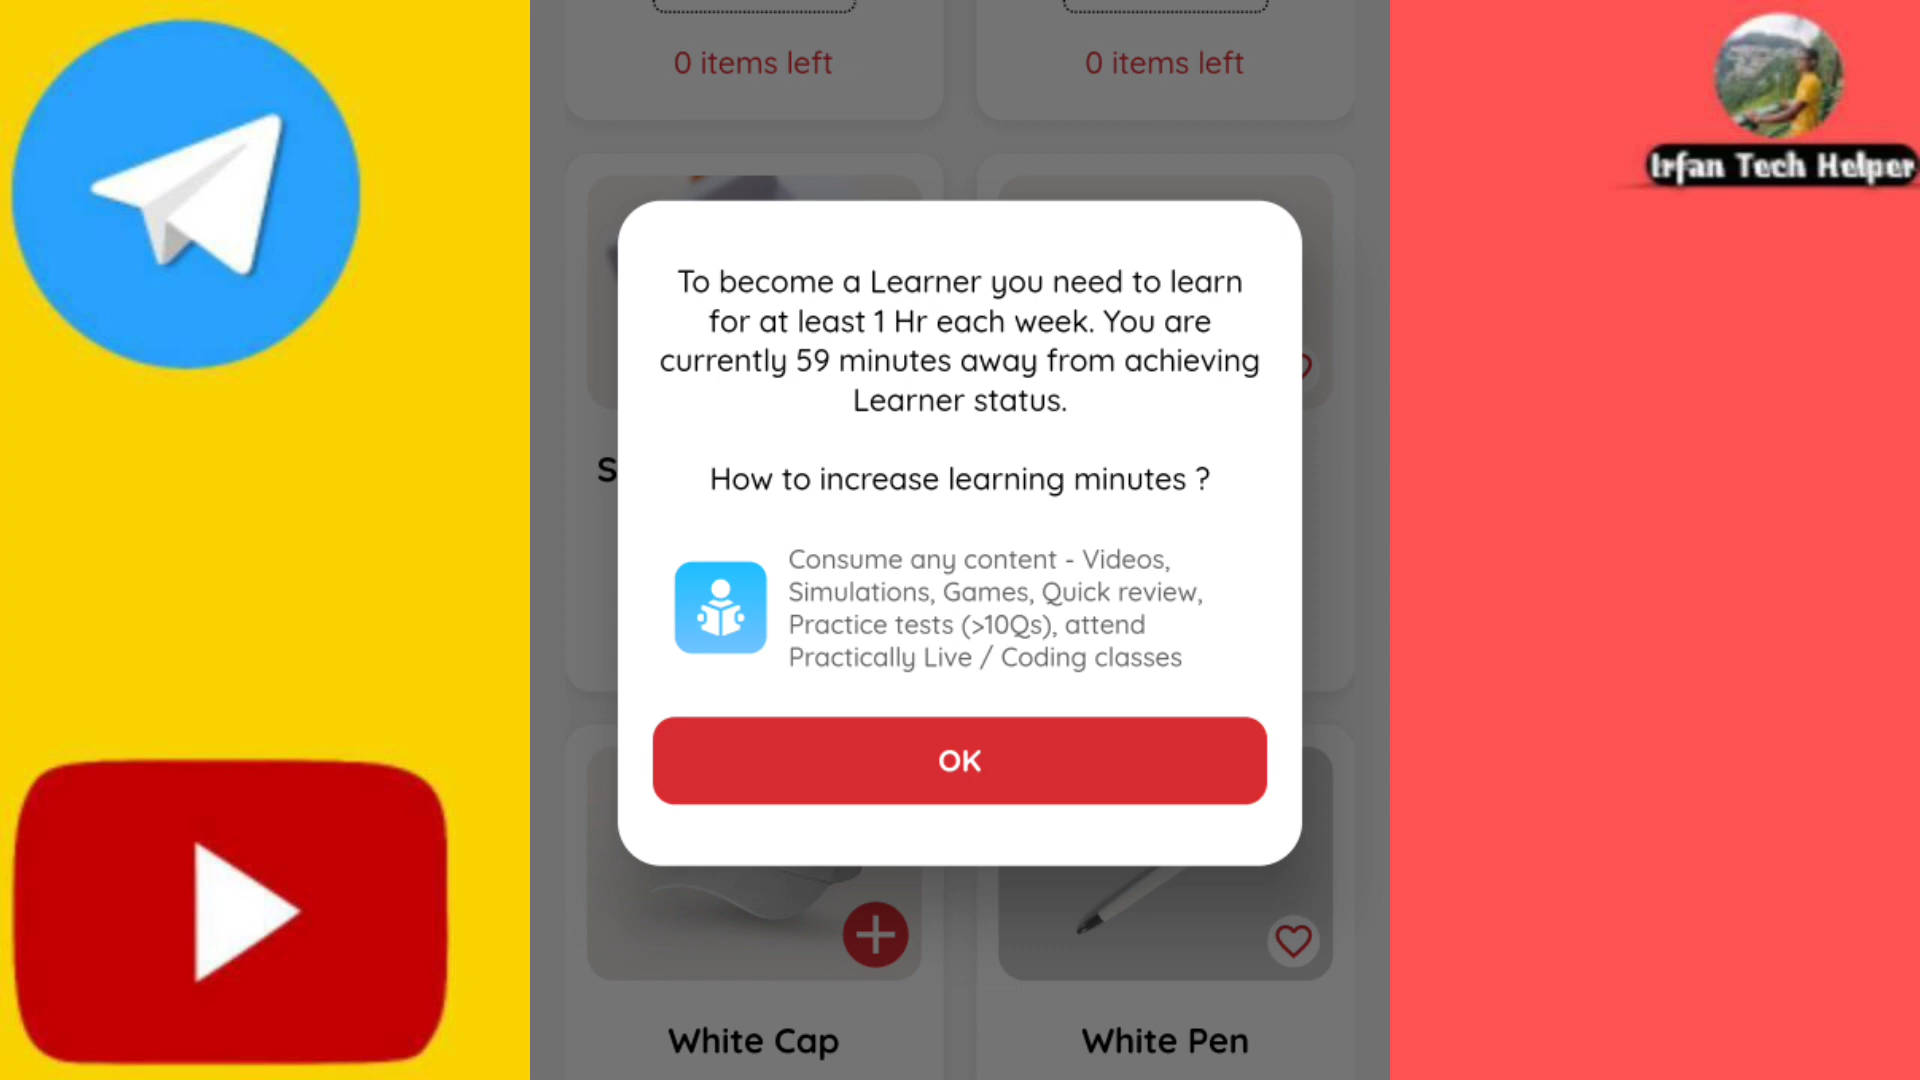 0 items left
0 items left
Irfan Tech Helper
To become a Learner you need to learn
for at least 1 Hr each week. You are
currently 59 minutes away from achieving
Learner status.
How to increase learning minutes ?
Consume any content - Videos,
Simulations, Games, Quick review,
Practice tests (>10Qs), attend
Practically Live / Coding classes
OK
White Cap
White Pen